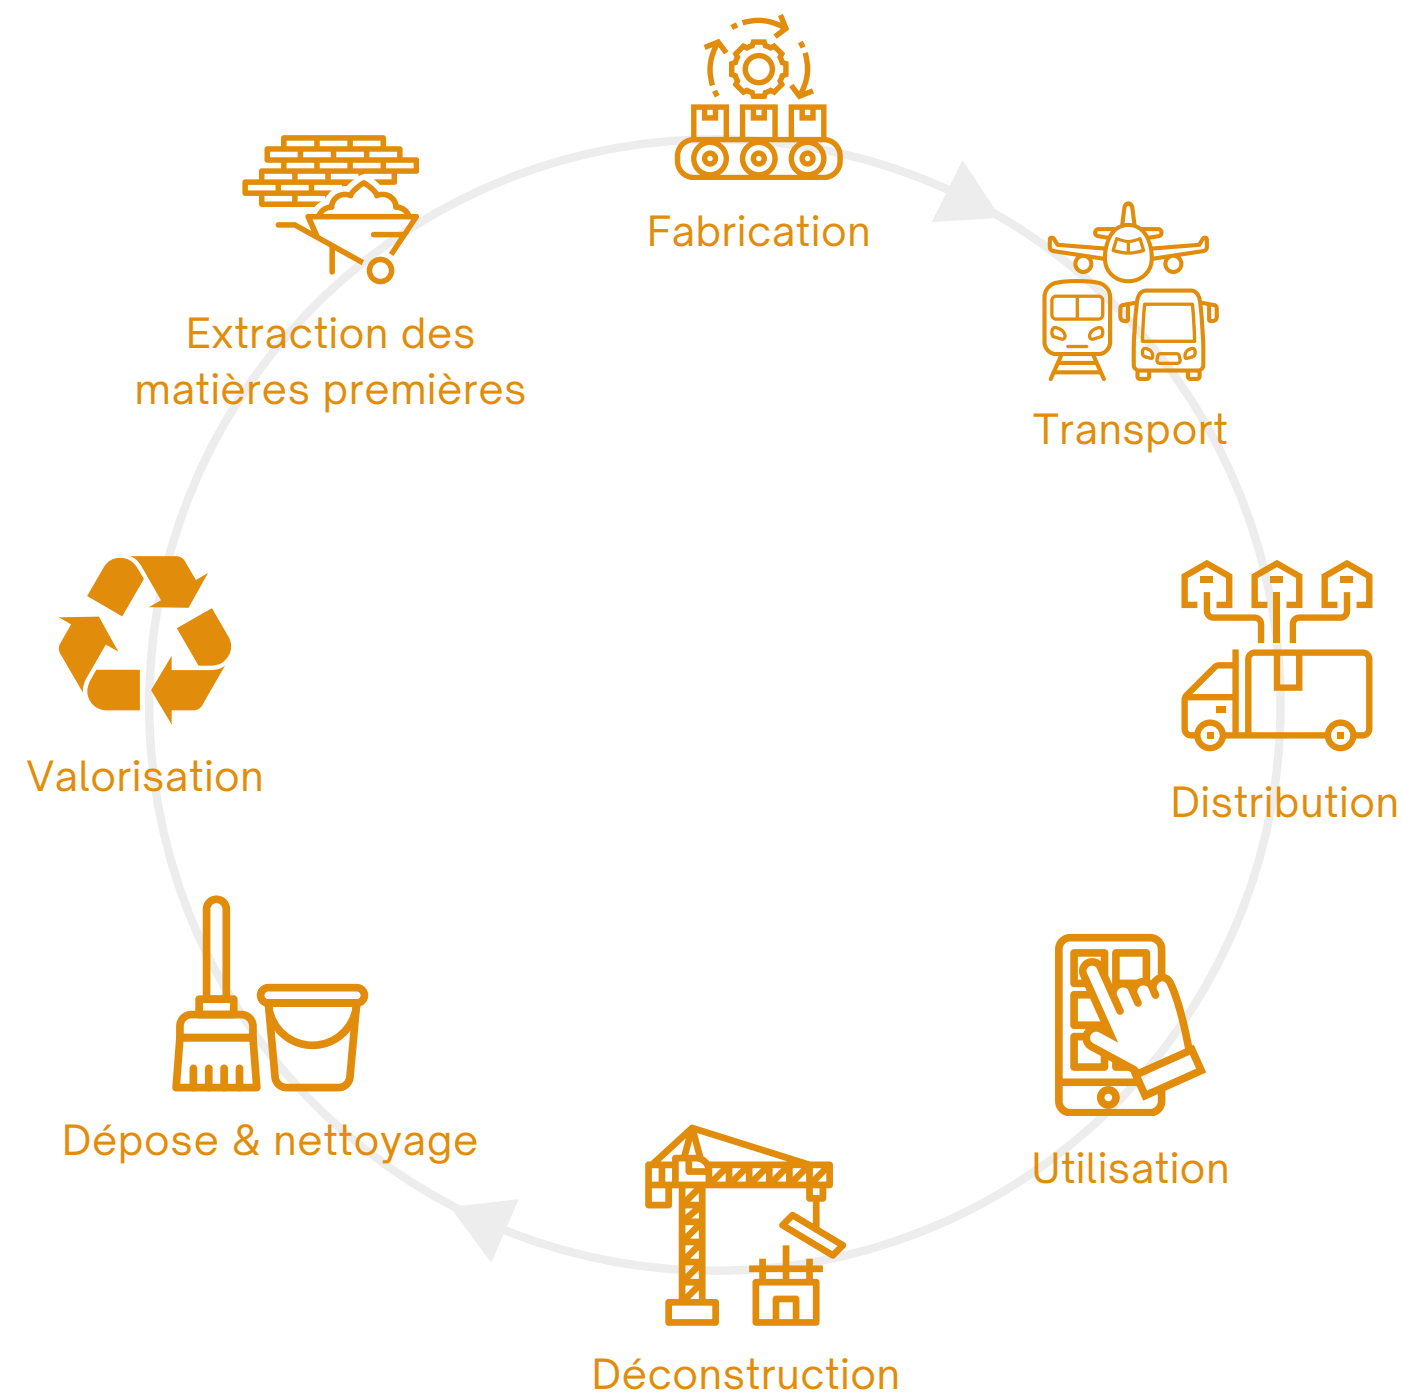 Fabrication
Extraction des
matières premières
Transport
Valorisation
Distribution
Dépose & nettoyage
Utilisation
Déconstruction